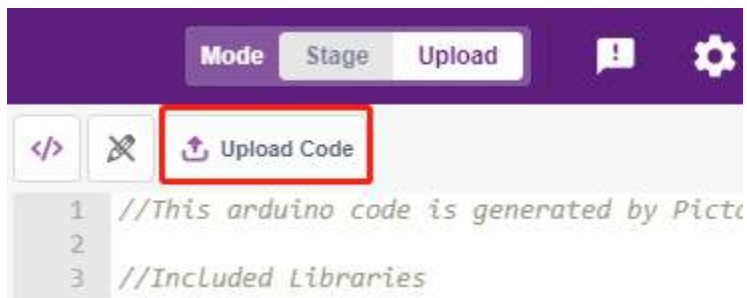 Mode Stage Upload
</> Upload Code
1 //This arduino code is generated by
2
3 //Included Libraries